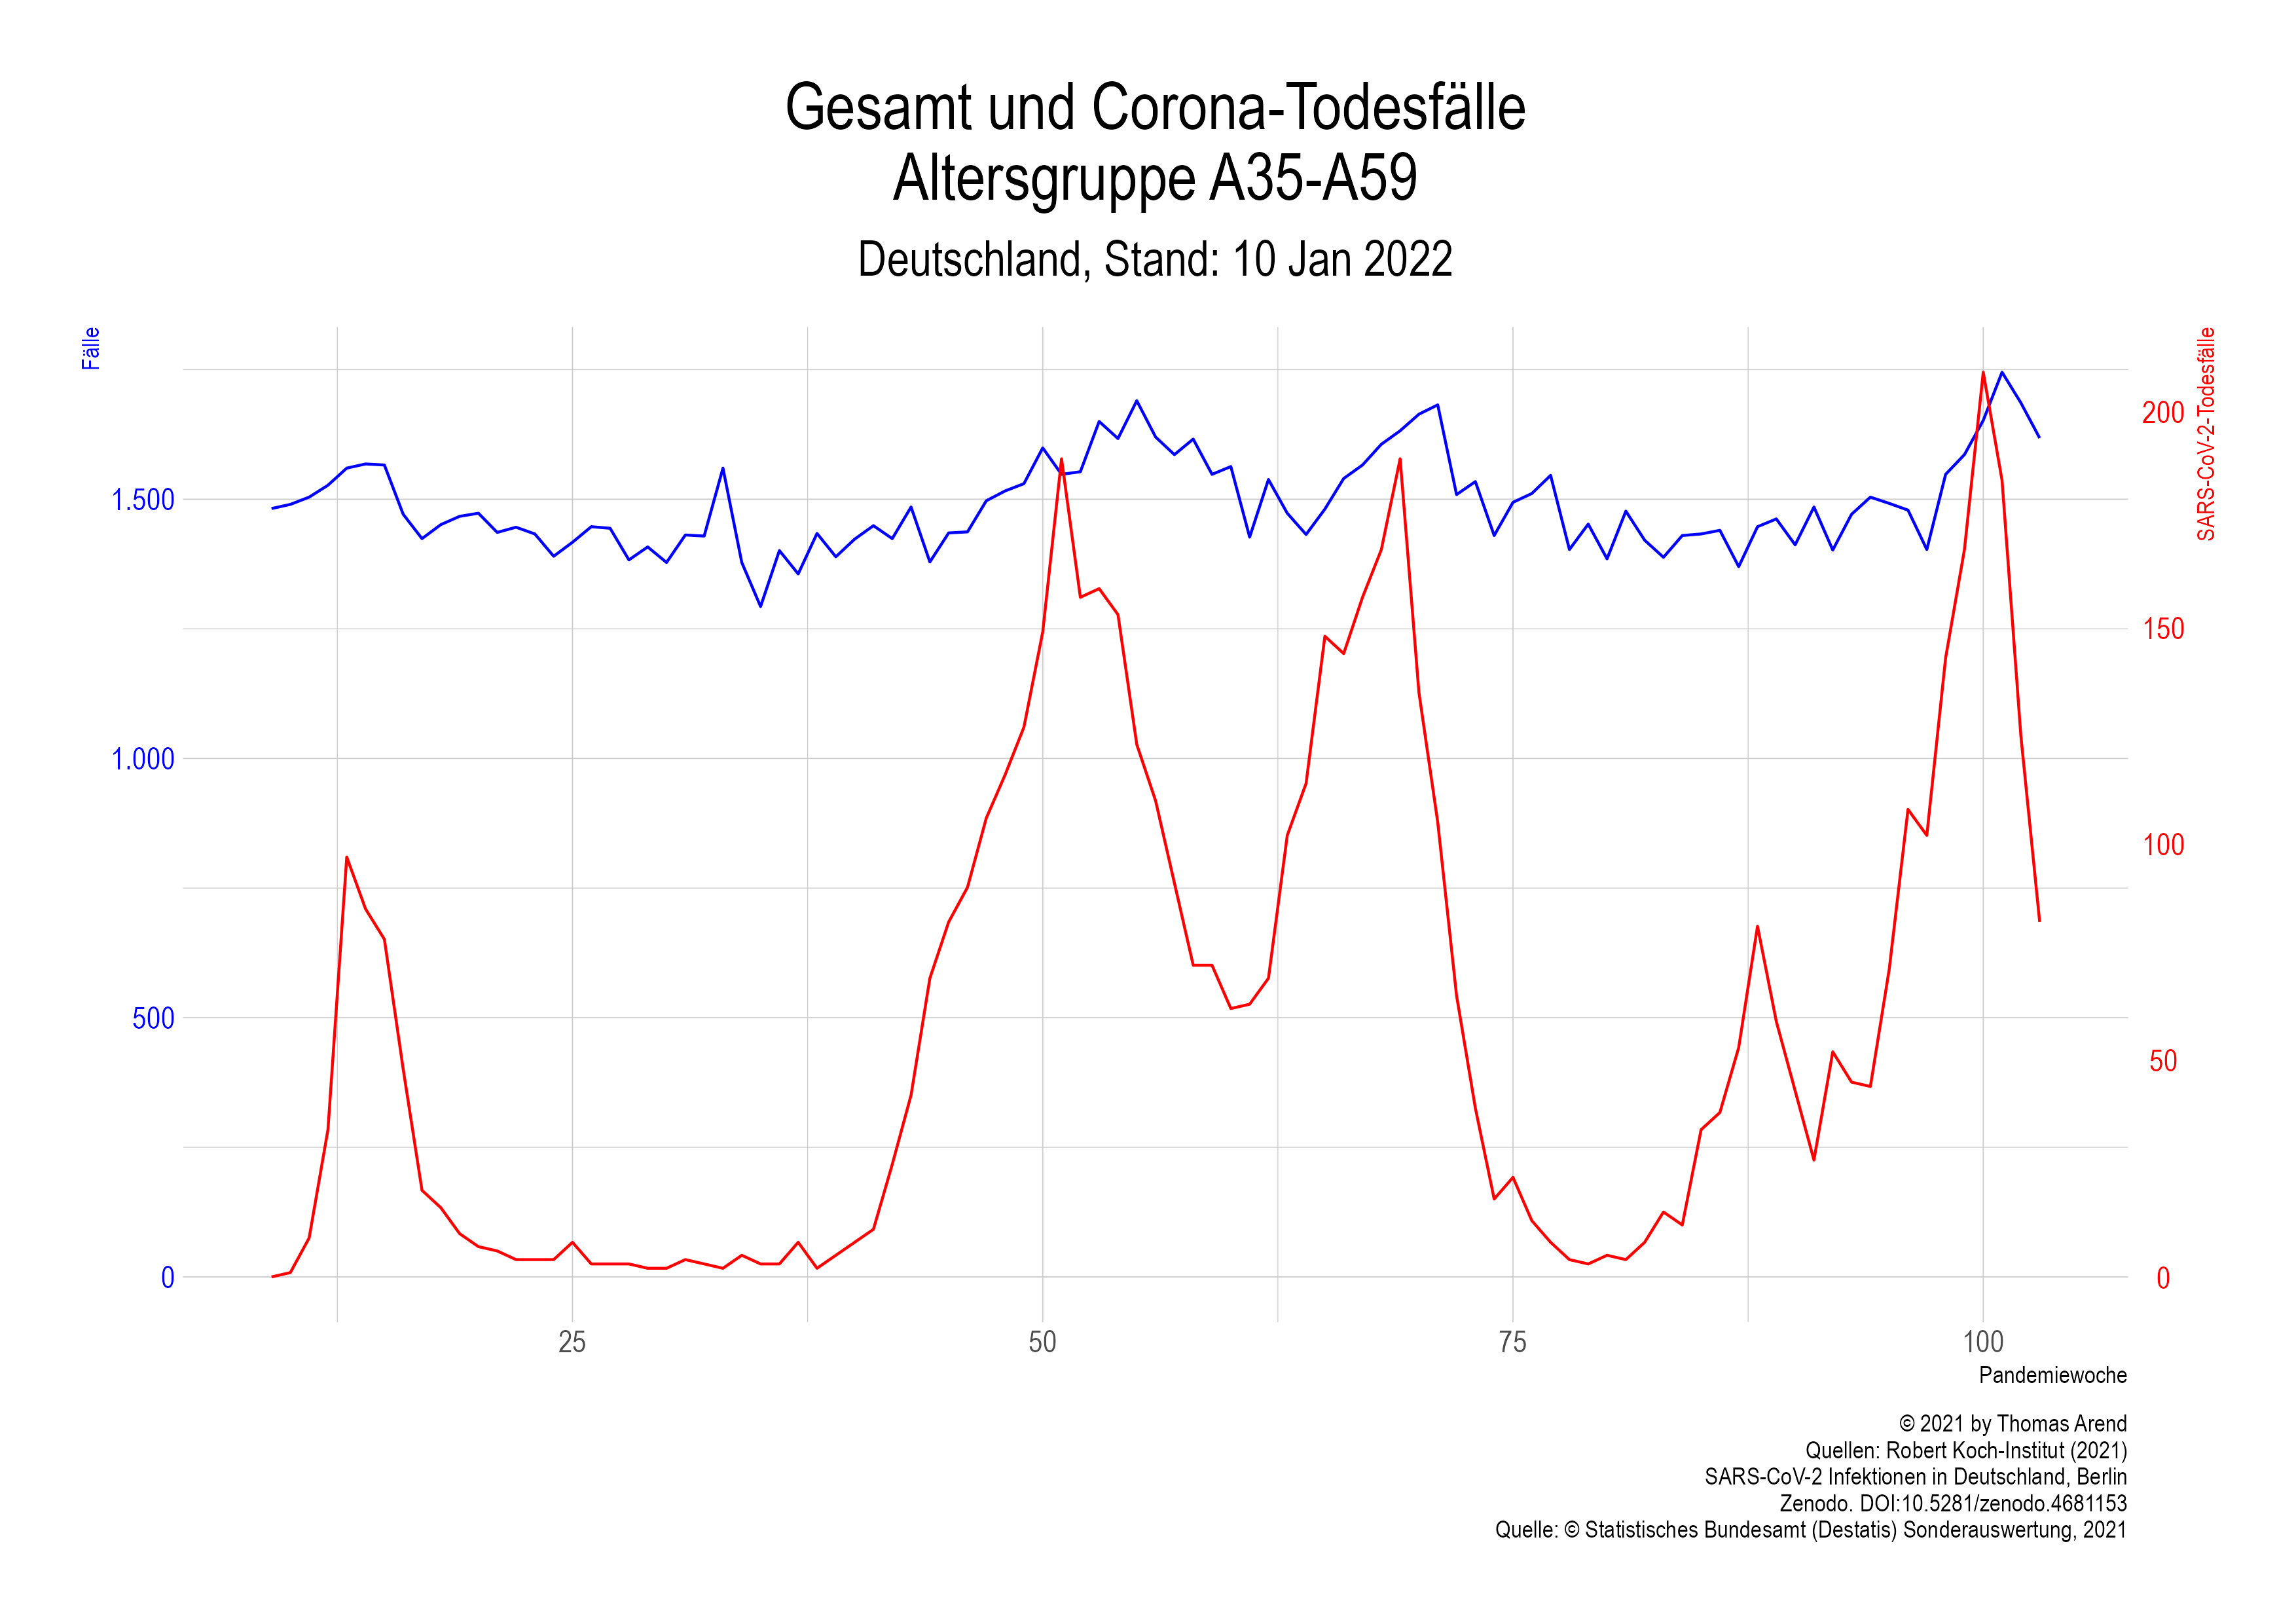 Gesamt und Corona-Todesfälle
Altersgruppe A35-A59
Deutschland, Stand: 10 Jan 2022
Fälle
SARS-CoV-2-Todesfälle
1.500
1.000
500
0
200
150
100
50
0
25 50 75 100
Pandemiewoche
© 2021 by Thomas Arend
Quellen: Robert Koch-Institut (2021)
SARS-CoV-2 Infektionen in Deutschland, Berlin
Zenodo. DOI:10.5281/zenodo.4681153
Quelle: © Statistisches Bundesamt (Destatis) Sonderauswertung, 2021